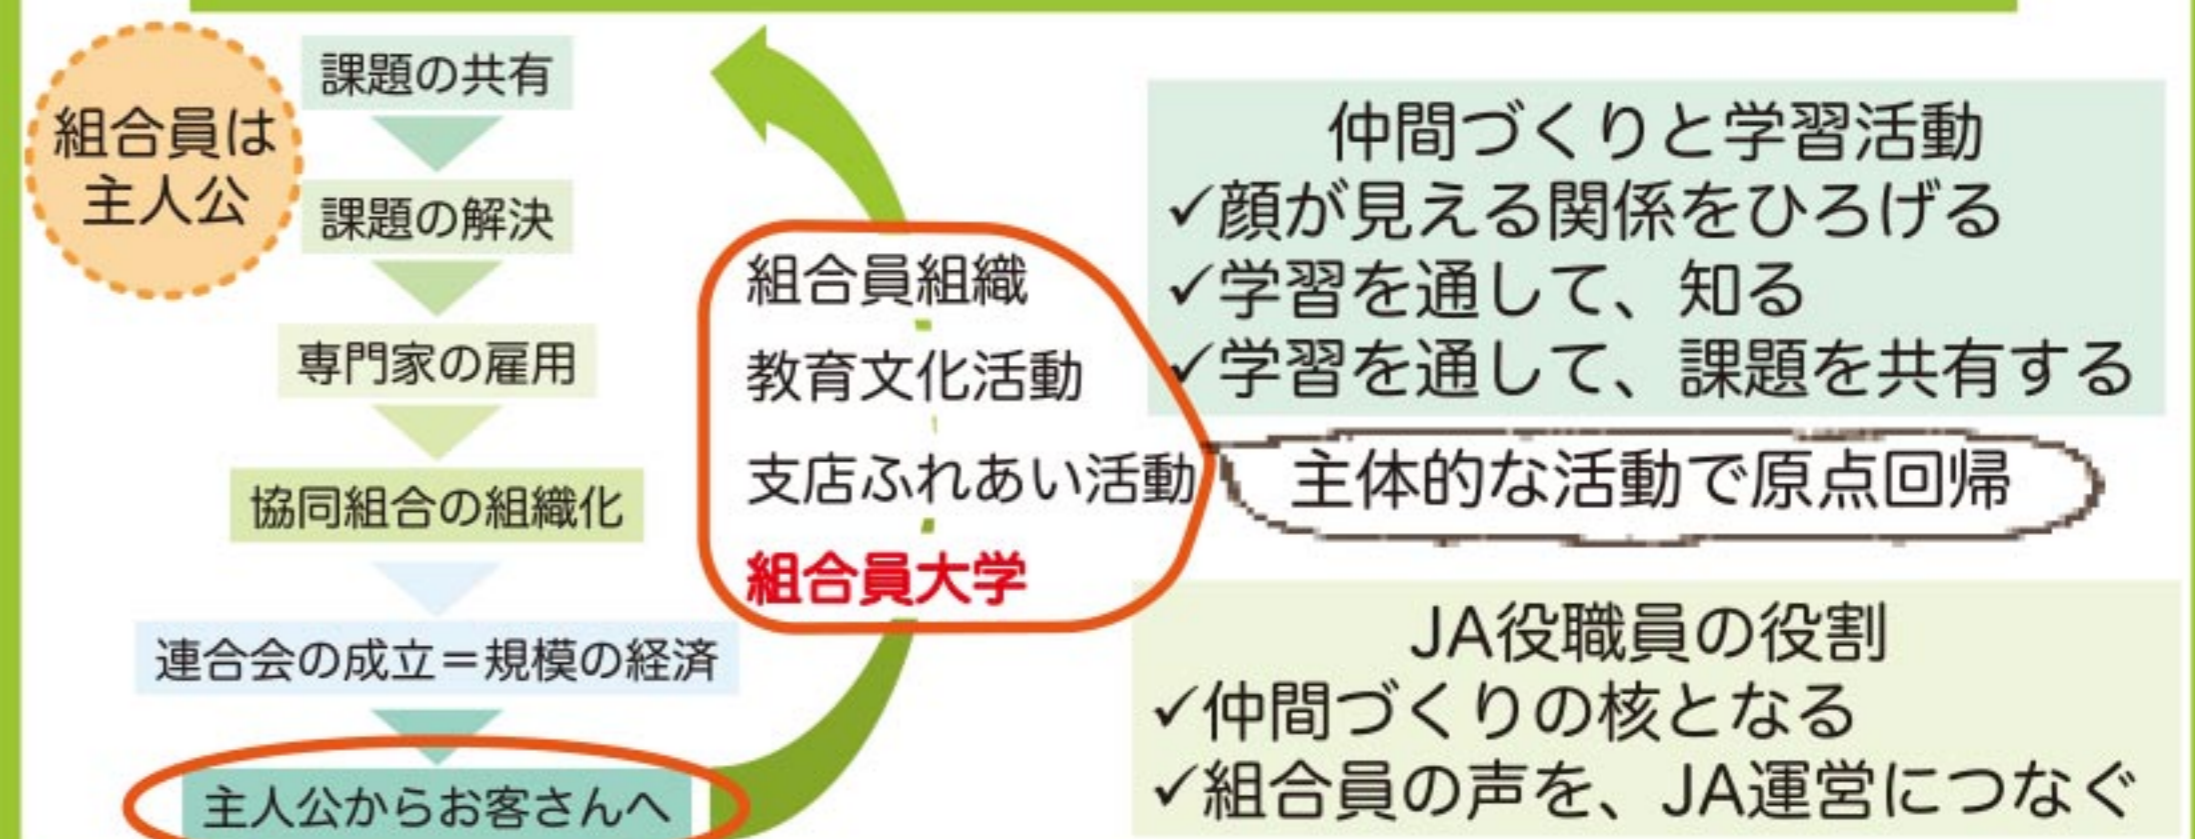 組合員は
主人公
課題の共有
課題の解決
専門家の雇用
協同組合の組織化
連合会の成立=規模の経済
主人公からお客さんへ
組合員組織
教育文化活動
支店ふれあい活動
組合員大学
仲間づくりと学習活動
✓顔が見える関係をひろげる
✓学習を通して、知る
✓学習を通して、課題を共有する
主体的な活動で原点回帰
JA役職員の役割
✓仲間づくりの核となる
✓組合員の声を、JA運営につなぐ